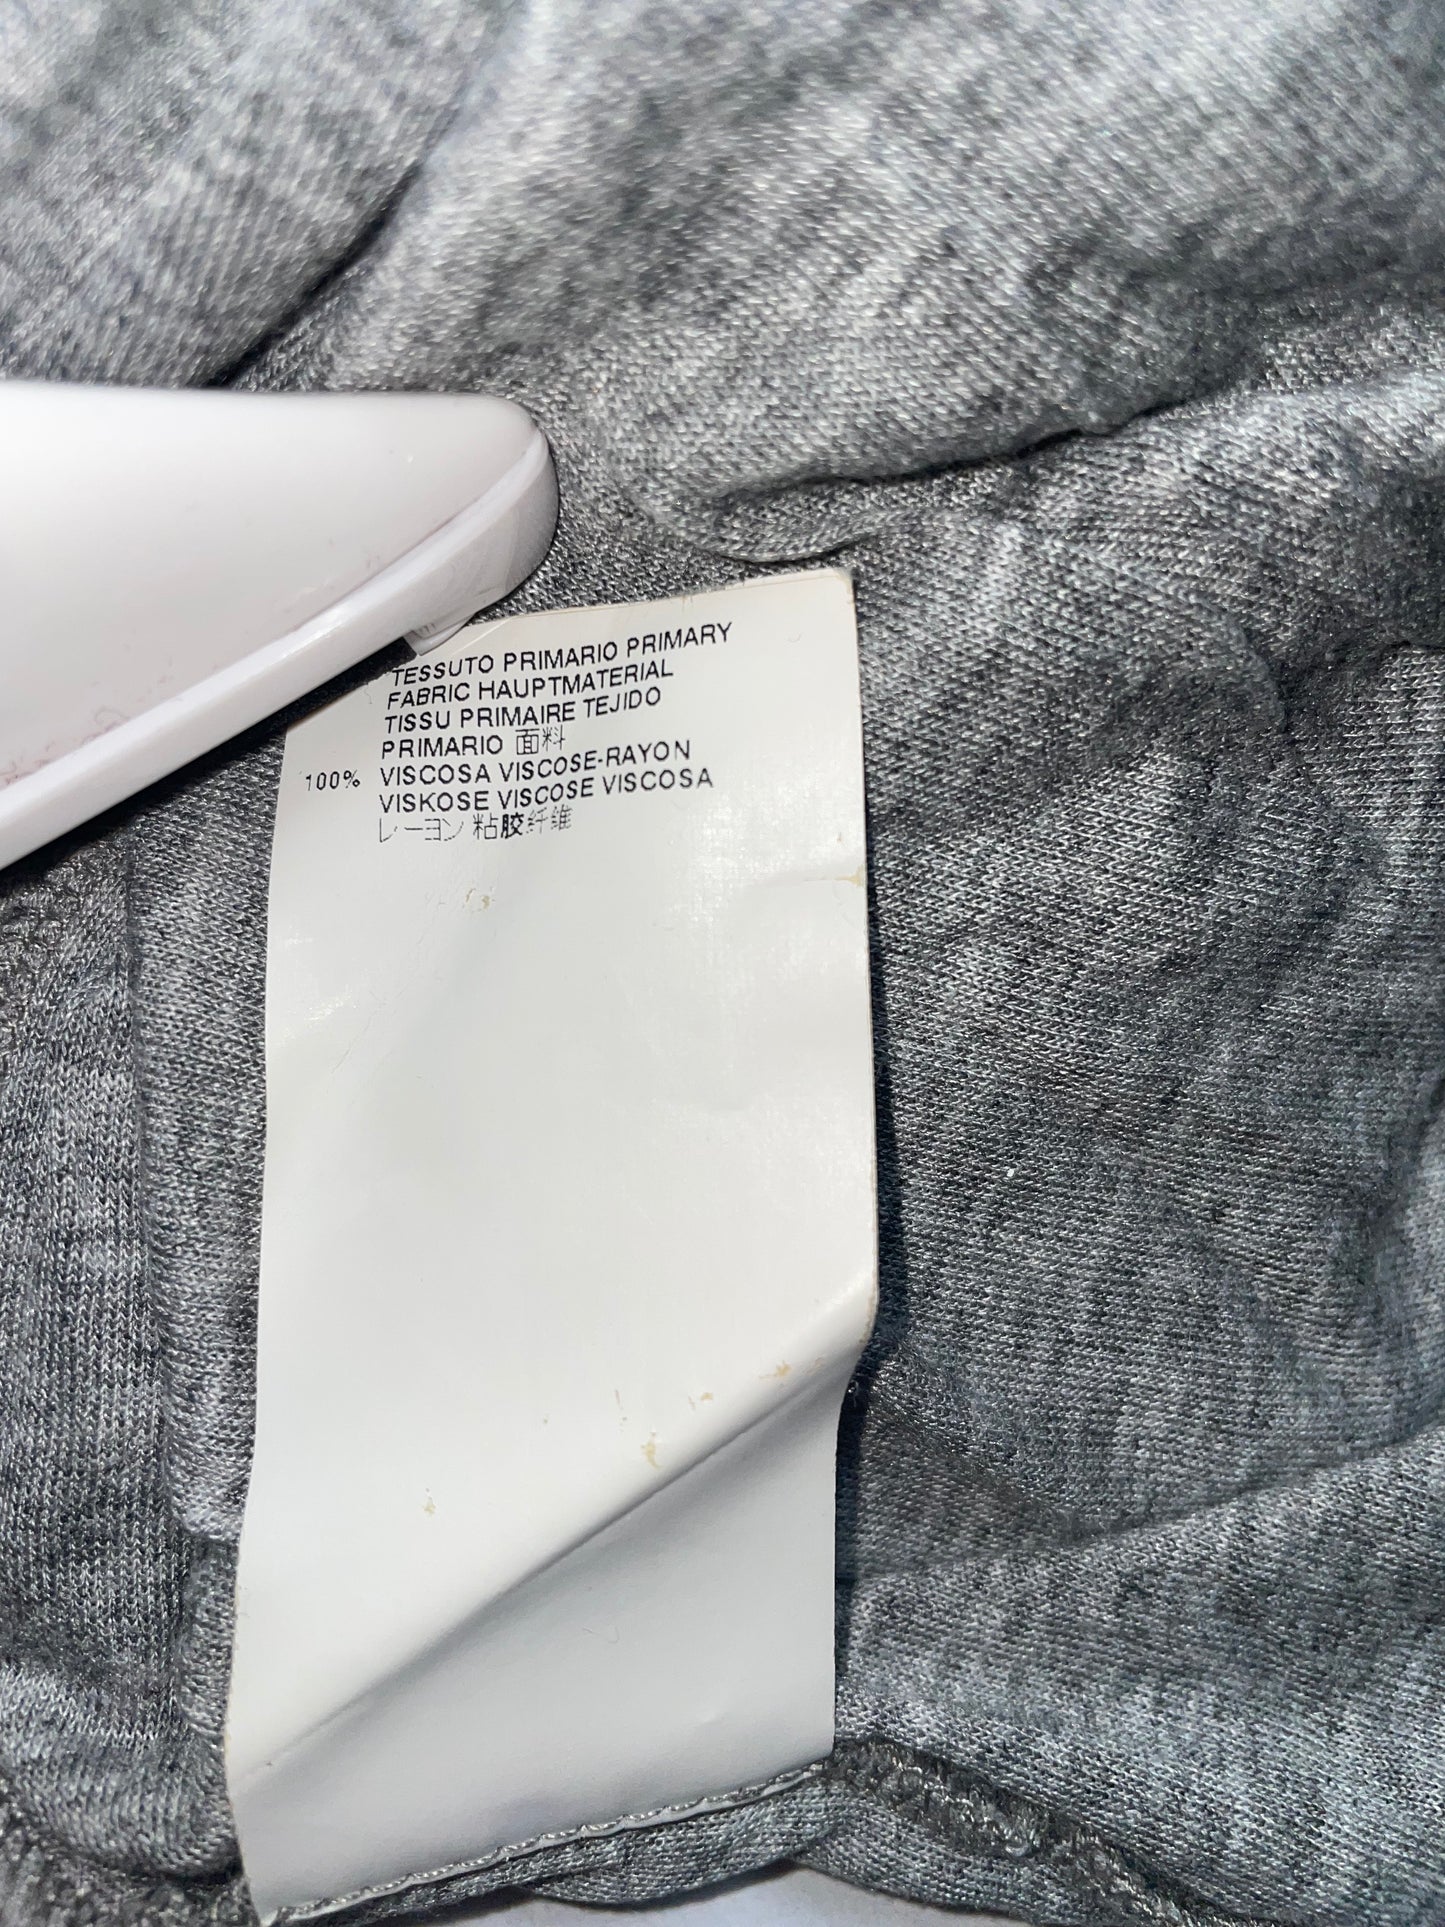 TESSUTO PRIMARIO PRIMARY
FABRIC HAUPTMATERIAL
TISSU PRIMAIRE TEJIDO
PRIMARIO 面料
100% VISCOSA VISCOSE-RAYON
VISKOSE VISCOSE VISCOSA
レーヨン 粘胶纤维